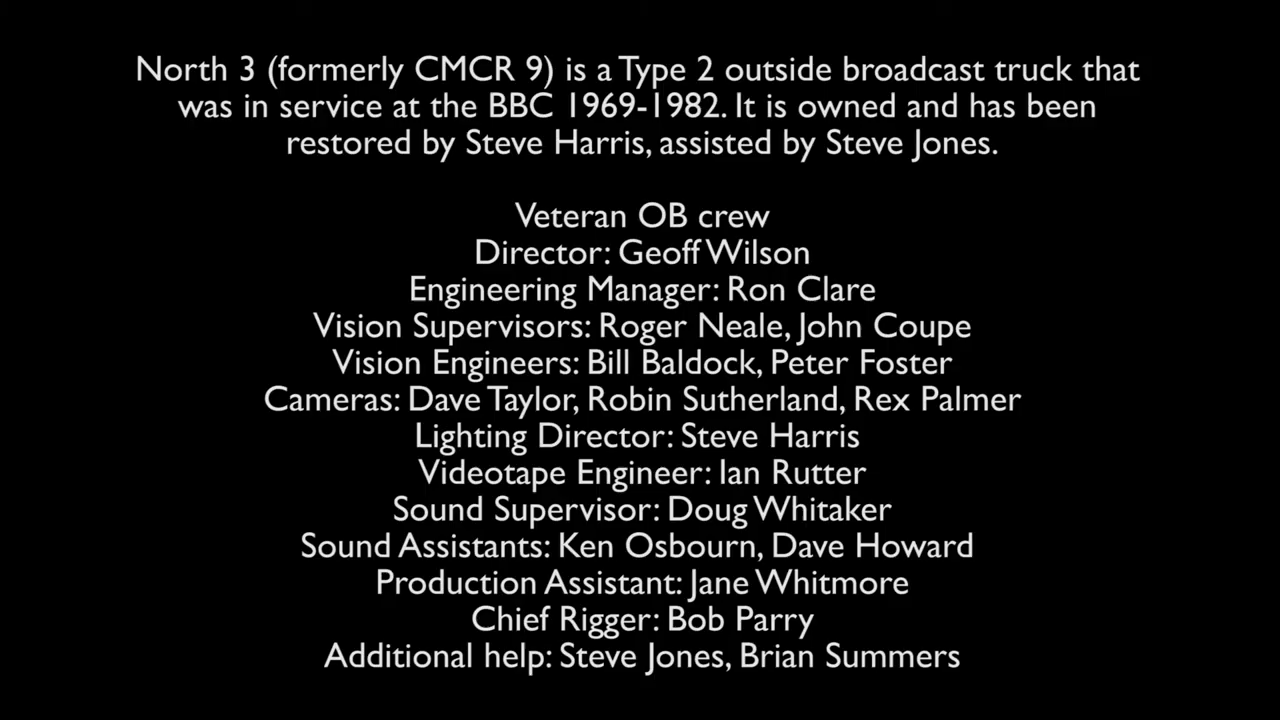 North 3 (formerly CMCR 9) is a Type 2 outside broadcast truck that
was in service at the BBC 1969-1982. It is owned and has been
restored by Steve Harris, assisted by Steve Jones.
Veteran OB crew
Director: Geoff Wilson
Engineering Manager: Ron Clare
Vision Supervisors: Roger Neale, John Coupe
Vision Engineers: Bill Baldock, Peter Foster
Cameras: Dave Taylor, Robin Sutherland, Rex Palmer
Lighting Director: Steve Harris
Videotape Engineer: Ian Rutter
Sound Supervisor: Doug Whitaker
Sound Assistants: Ken Osbourn, Dave Howard
Production Assistant: Jane Whitmore
Chief Rigger: Bob Parry
Additional help: Steve Jones, Brian Summers